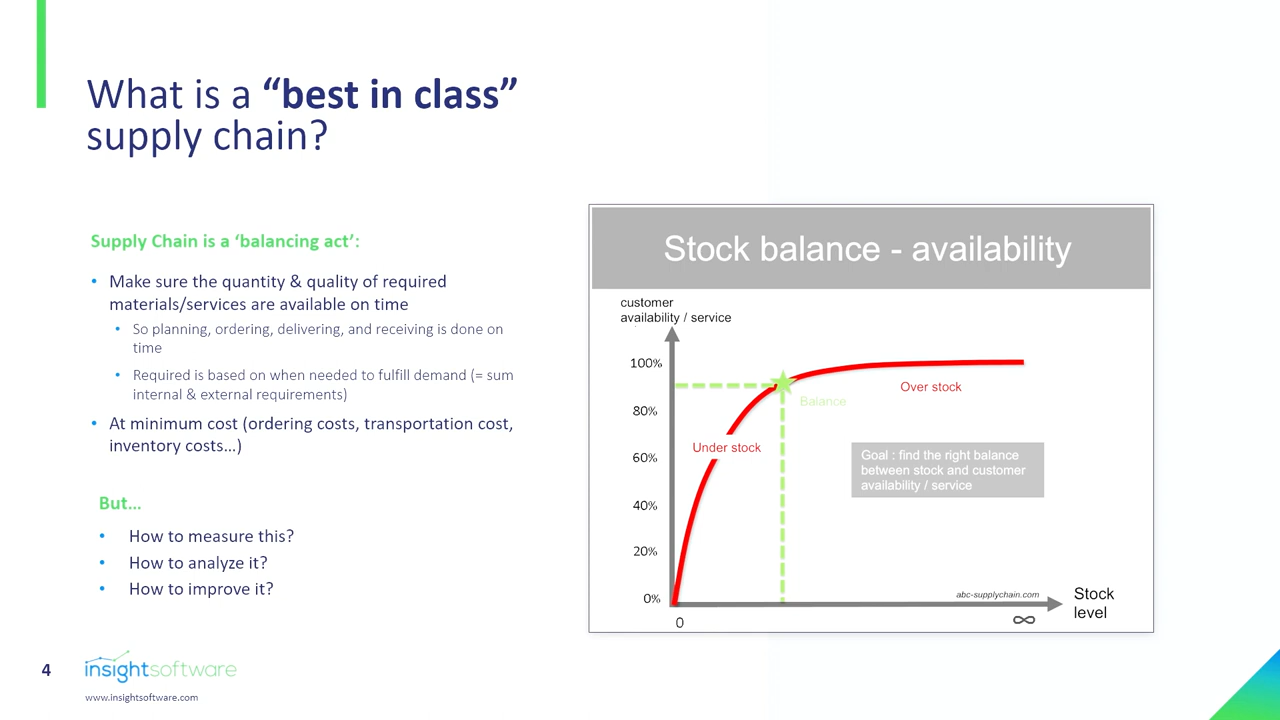 What is a “best in class”
supply chain?
Supply Chain is a ‘balancing act’:
• Make sure the quantity & quality of required
materials/services are available on time
• So planning, ordering, delivering, and receiving is done on
time
• Required is based on when needed to fulfill demand (= sum
internal & external requirements)
• At minimum cost (ordering costs, transportation cost,
inventory costs…)
But…
• How to measure this?
• How to analyze it?
• How to improve it?
Stock balance - availability
customer
availability / service
100%
80%
60%
40%
20%
0%
0
∞
Under stock
Balance
Over stock
Goal : find the right balance
between stock and customer
availability / service
abc-supplychain.com
Stock
level
4
insightsoftware
www.insightsoftware.com